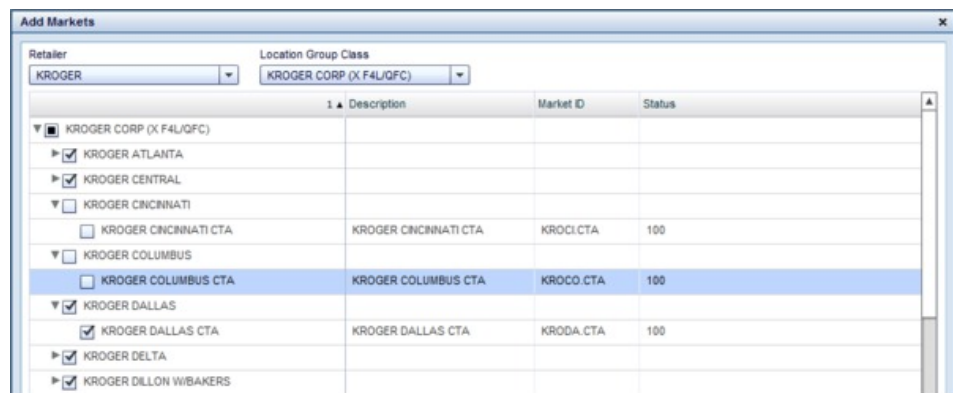 Add Markets
Retailer Location Group Class
KROGER KROGER CORP (X F4L/QFC)
1 Description Market ID Status
KROGER CORP (X F4L/QFC)
KROGER ATLANTA
KROGER CENTRAL
KROGER CINCINNATI
KROGER CINCINNATI CTA KROGER CINCINNATI CTA KROCI.CTA 100
KROGER COLUMBUS
KROGER COLUMBUS CTA KROGER COLUMBUS CTA KROCO.CTA 100
KROGER DALLAS
KROGER DALLAS CTA KROGER DALLAS CTA KRODA.CTA 100
KROGER DELTA
KROGER DILLON W/BAKERS